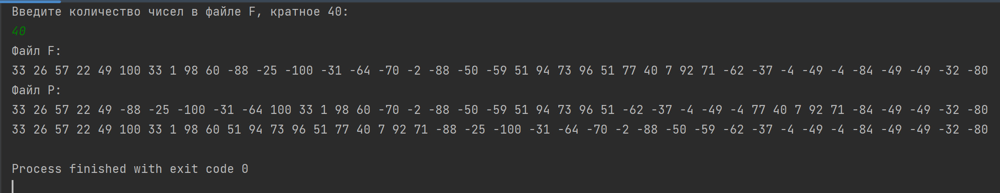 Введите количество чисел в файле F, кратное 40:
40
Файл F:
33 26 57 22 49 100 33 1 98 60 -88 -25 -100 -31 -64 -70 -2 -88 -50 -59 51 94 73 96 51 77 40 7 92 71 -62 -37 -4 -49 -4 -84 -49 -49 -32 -80
Файл P:
33 26 57 22 49 -88 -25 -100 -31 -64 100 33 1 98 60 -70 -2 -88 -50 -59 51 94 73 96 51 -62 -37 -4 -49 -4 77 40 7 92 71 -84 -49 -49 -32 -80
33 26 57 22 49 100 33 1 98 60 51 94 73 96 51 77 40 7 92 71 -88 -25 -100 -31 -64 -70 -2 -88 -50 -59 -62 -37 -4 -49 -4 -84 -49 -49 -32 -80
Process finished with exit code 0